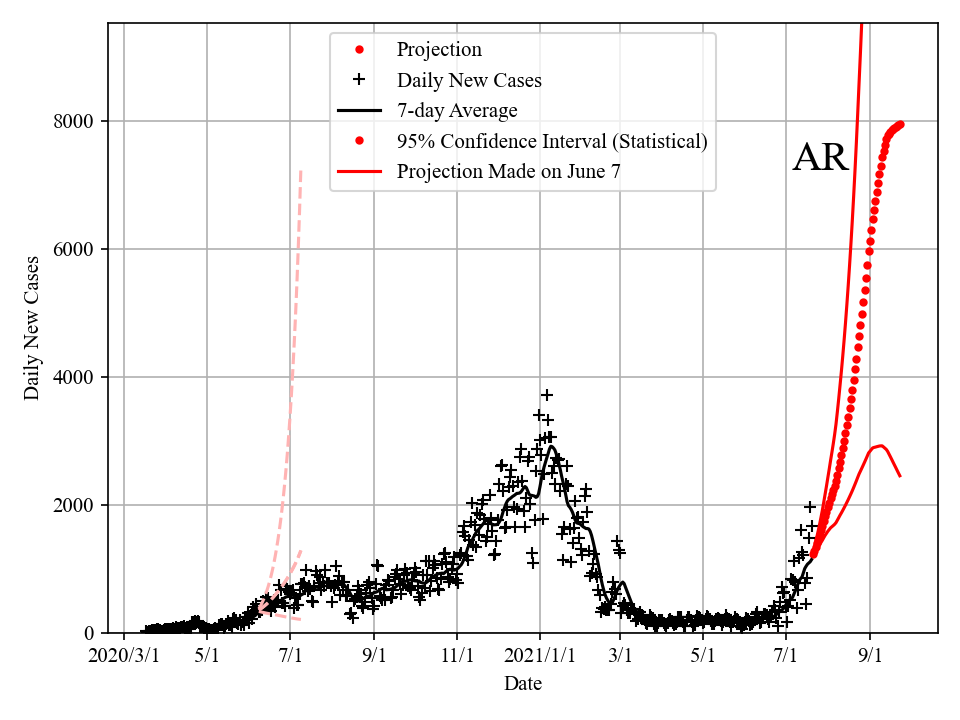 Projection
Daily New Cases
7-day Average
95% Confidence Interval (Statistical)
Projection Made on June 7
AR
8000
6000
4000
2000
0
Daily New Cases
2020/3/1 5/1 7/1 9/1 11/1 2021/1/1 3/1 5/1 7/1 9/1
Date